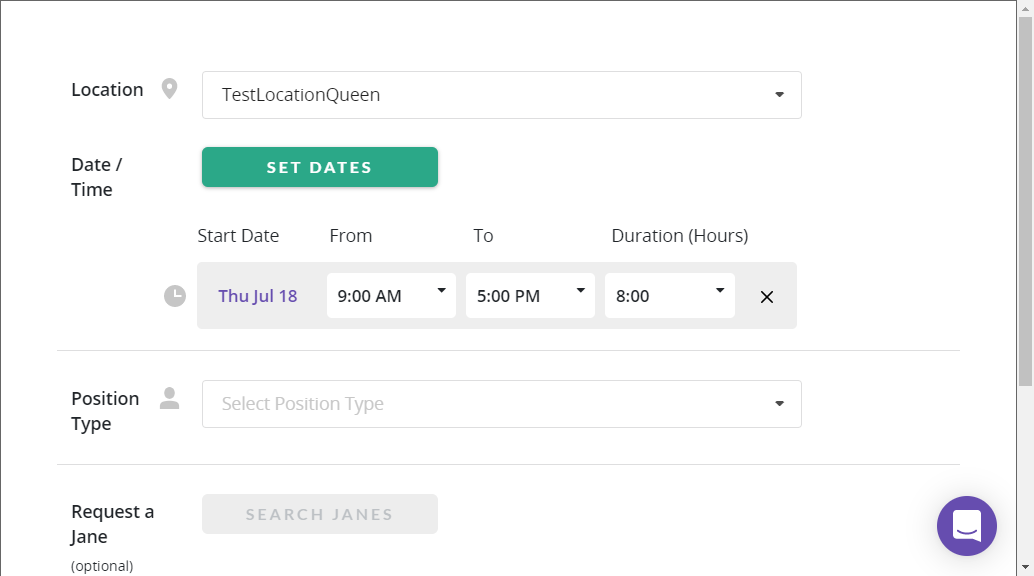 Location
TestLocationQueen
Date /
Time
SET DATES
Start Date From To Duration (Hours)
Thu Jul 18 9:00 AM 5:00 PM 8:00
Position
Type
Select Position Type
Request a
Jane
(optional)
SEARCH JANES